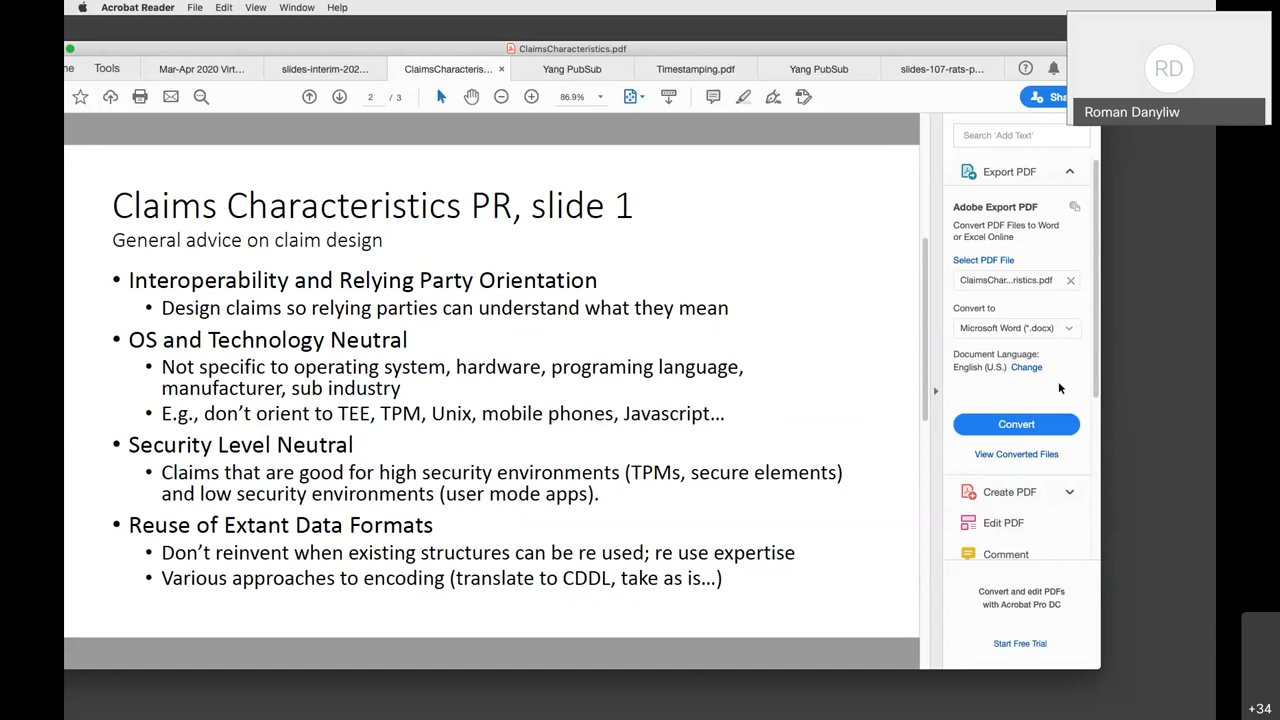 Acrobat Reader File Edit View Window Help
ClaimsCharacteristics.pdf
me Tools Mar-Apr 2020 Virt... slides-interim-202... ClaimsCharacteris... × Yang PubSub Timestamping.pdf Yang PubSub slides-107-rats-p...
2 / 3 86.9% Sha
RD
Roman Danyliw
Claims Characteristics PR, slide 1
General advice on claim design
• Interoperability and Relying Party Orientation
• Design claims so relying parties can understand what they mean
• OS and Technology Neutral
• Not specific to operating system, hardware, programing language,
manufacturer, sub industry
• E.g., don't orient to TEE, TPM, Unix, mobile phones, Javascript...
• Security Level Neutral
• Claims that are good for high security environments (TPMs, secure elements)
and low security environments (user mode apps).
• Reuse of Extant Data Formats
• Don't reinvent when existing structures can be re used; re use expertise
• Various approaches to encoding (translate to CDDL, take as is...)
Search 'Add Text'
Export PDF
Adobe Export PDF
Convert PDF Files to Word
or Excel Online
Select PDF File
ClaimsChar...ristics.pdf
Convert to
Microsoft Word (*.docx)
Document Language:
English (U.S.) Change
Convert
View Converted Files
Create PDF
Edit PDF
Comment
Convert and edit PDFs
with Acrobat Pro DC
Start Free Trial
+34